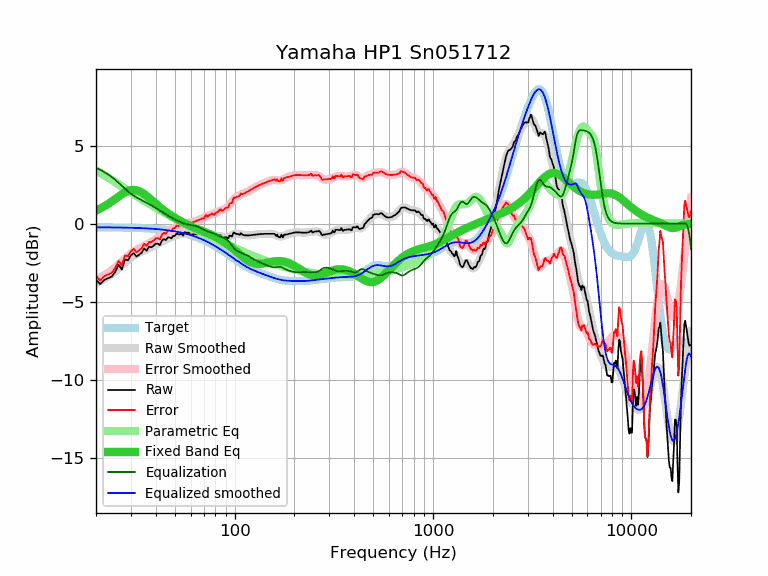 Yamaha HP1 Sn051712
Amplitude (dBr)
5
0
−5
−10
−15
Target
Raw Smoothed
Error Smoothed
Raw
Error
Parametric Eq
Fixed Band Eq
Equalization
Equalized smoothed
100
1000
10000
Frequency (Hz)